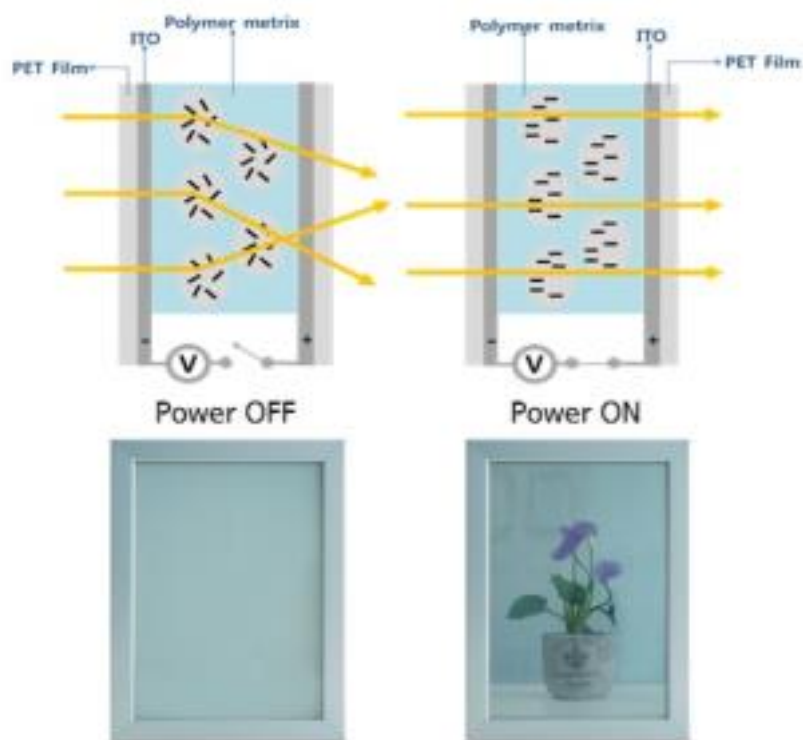 Polymer metrix
ITO
PET Film
Polymer metrix
ITO
PET Film
- +
V
- +
V
Power OFF
Power ON